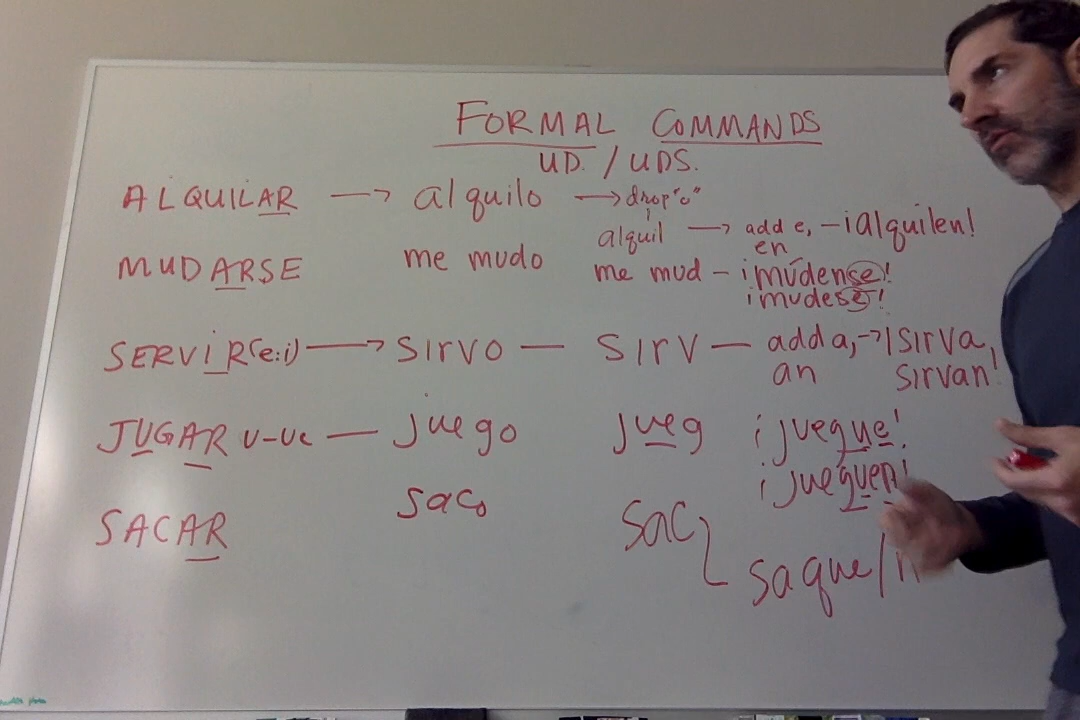 FORMAL COMMANDS
UD. / UDS.
ALQUILAR → alquilo → drop "o"
alquil → add e, – ¡alquilen!
en
MUDARSE me mudo me mud – ¡múdense!
¡mudese!
SERVIR (e:i) → sirvo – sirv – add a, → ¡sirva,
an sirvan!
JUGAR u-ue – juego jueg ¡juegue!
¡jueguen!
SACAR saco sac
saque/n